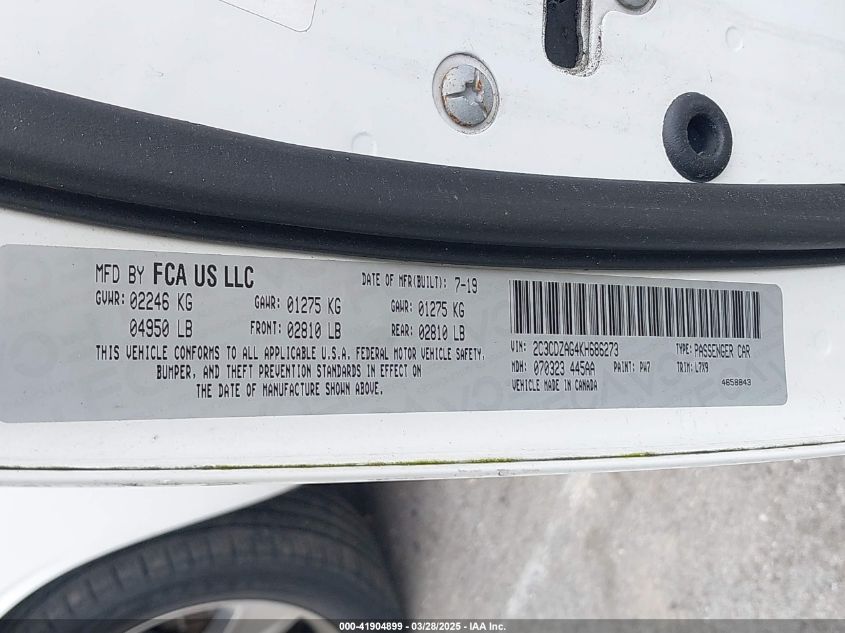 MFD BY FCA US LLC DATE OF MFR(BUILT): 7-19
GVWR: 02246 KG GAWR: 01275 KG GAWR: 01275 KG
04950 LB FRONT: 02810 LB REAR: 02810 LB
THIS VEHICLE CONFORMS TO ALL APPLICABLE U.S.A. FEDERAL MOTOR VEHICLE SAFETY,
BUMPER, AND THEFT PREVENTION STANDARDS IN EFFECT ON
THE DATE OF MANUFACTURE SHOWN ABOVE.
VIN: 2C3CDZAG4KH686273 TYPE: PASSENGER CAR
MDH: 070323 445AA PAINT: PW7 TRIM: L7X9
VEHICLE MADE IN CANADA 4658843
000-41904899 | 03/28/2025 | IAA Inc.